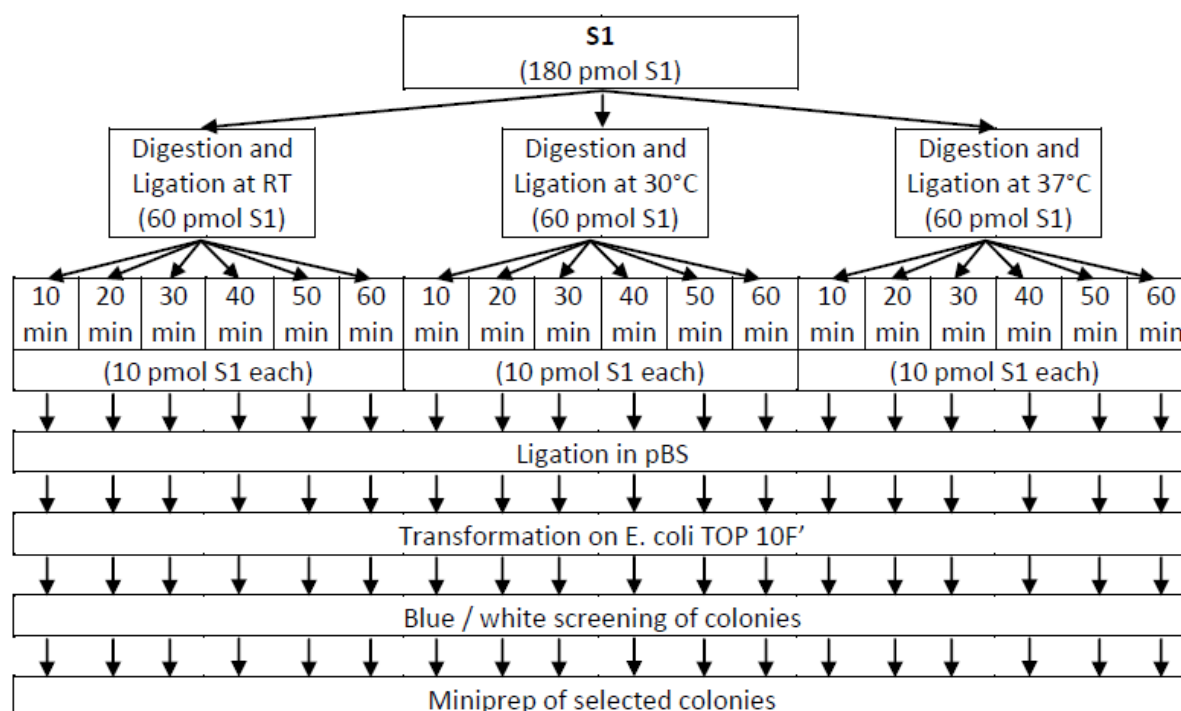 S1
(180 pmol S1)
Digestion and Digestion and Digestion and
Ligation at RT Ligation at 30°C Ligation at 37°C
(60 pmol S1) (60 pmol S1) (60 pmol S1)
10 20 30 40 50 60 10 20 30 40 50 60 10 20 30 40 50 60
min min min min min min min min min min min min min min min min min min
(10 pmol S1 each) (10 pmol S1 each) (10 pmol S1 each)
Ligation in pBS
Transformation on E. coli TOP 10F’
Blue / white screening of colonies
Miniprep of selected colonies